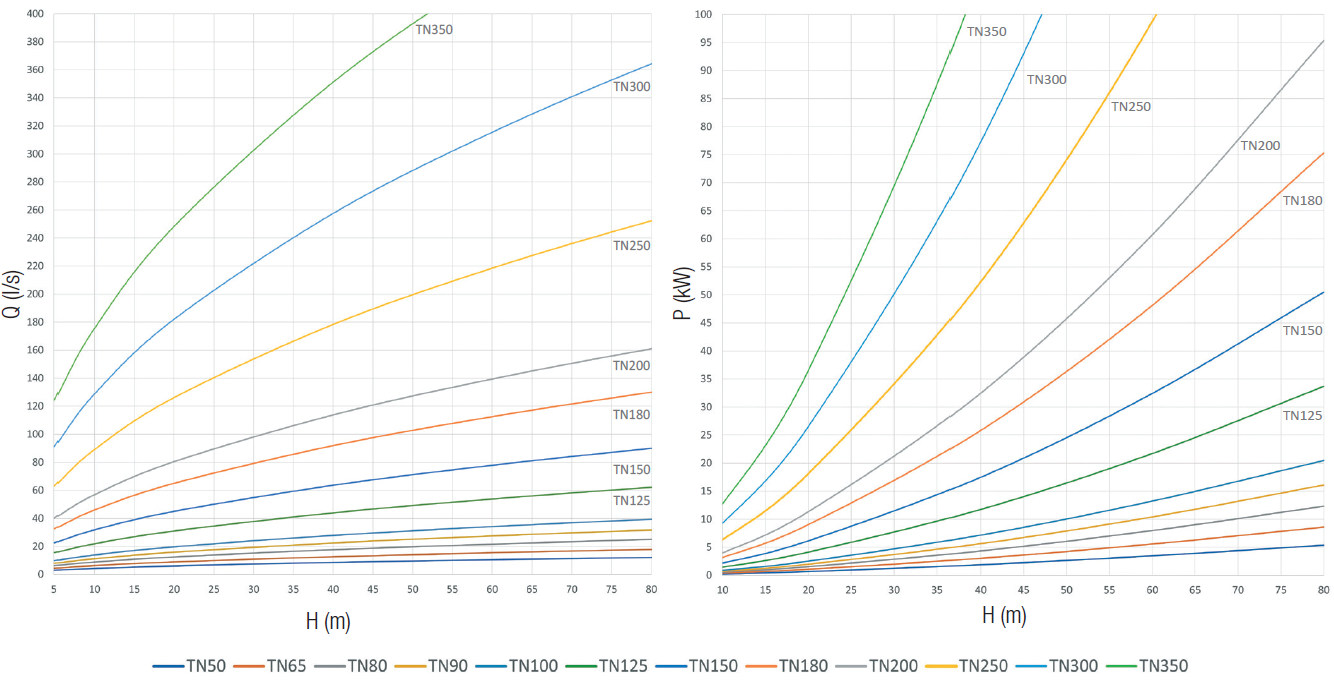 400
380
360
340
320
300
280
260
240
220
200
180
160
140
120
100
80
60
40
20
0
Q (l/s)
TN350
TN300
TN250
TN200
TN180
TN150
TN125
5 10 15 20 25 30 35 40 45 50 55 60 65 70 75 80
H (m)
100
95
90
85
80
75
70
65
60
55
50
45
40
35
30
25
20
15
10
5
0
P (kW)
TN350
TN300
TN250
TN200
TN180
TN150
TN125
10 15 20 25 30 35 40 45 50 55 60 65 70 75 80
H (m)
TN50 TN65 TN80 TN90 TN100 TN125 TN150 TN180 TN200 TN250 TN300 TN350